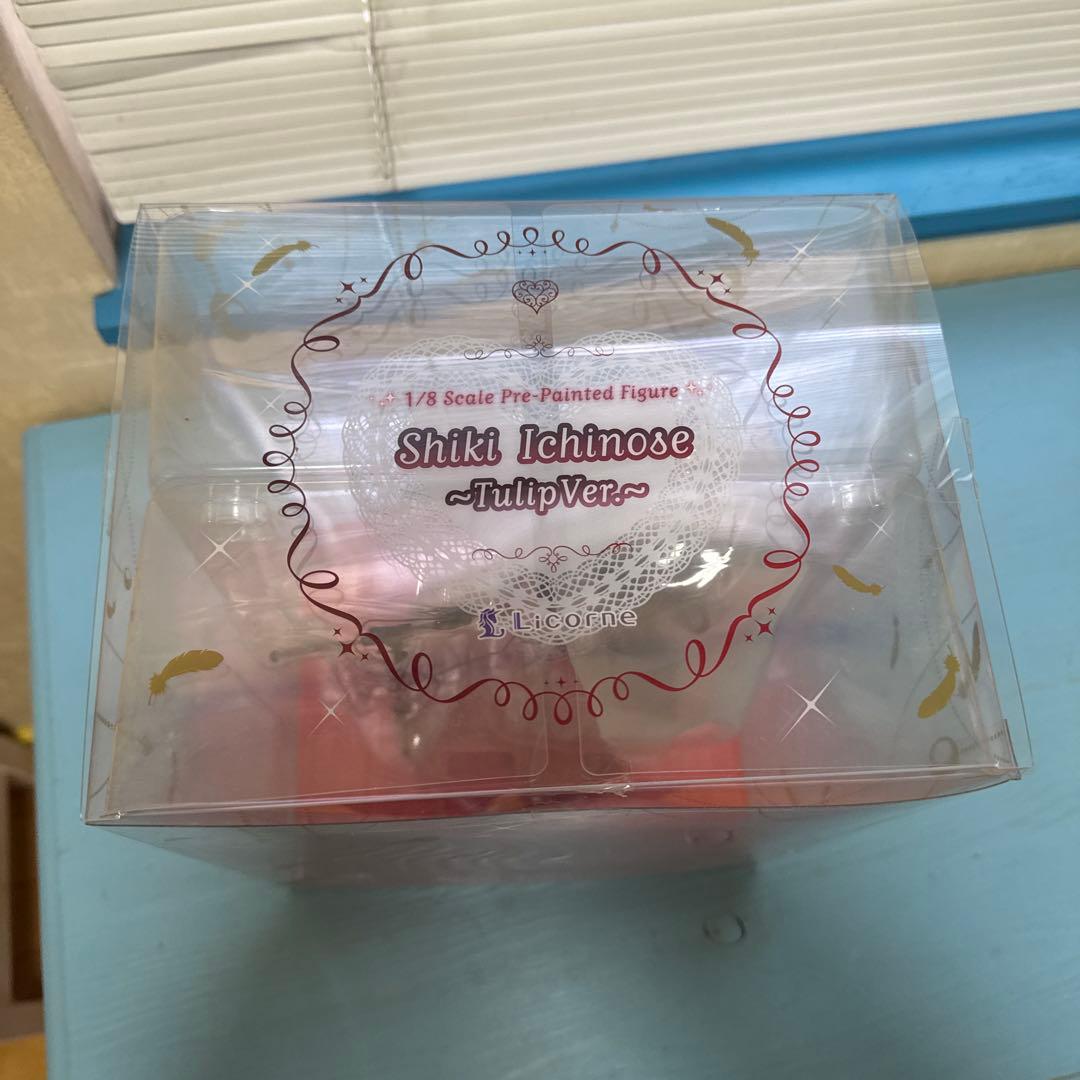 1/8 Scale Pre-Painted Figure
Shiki Ichinose
~TulipVer.~
Licorne